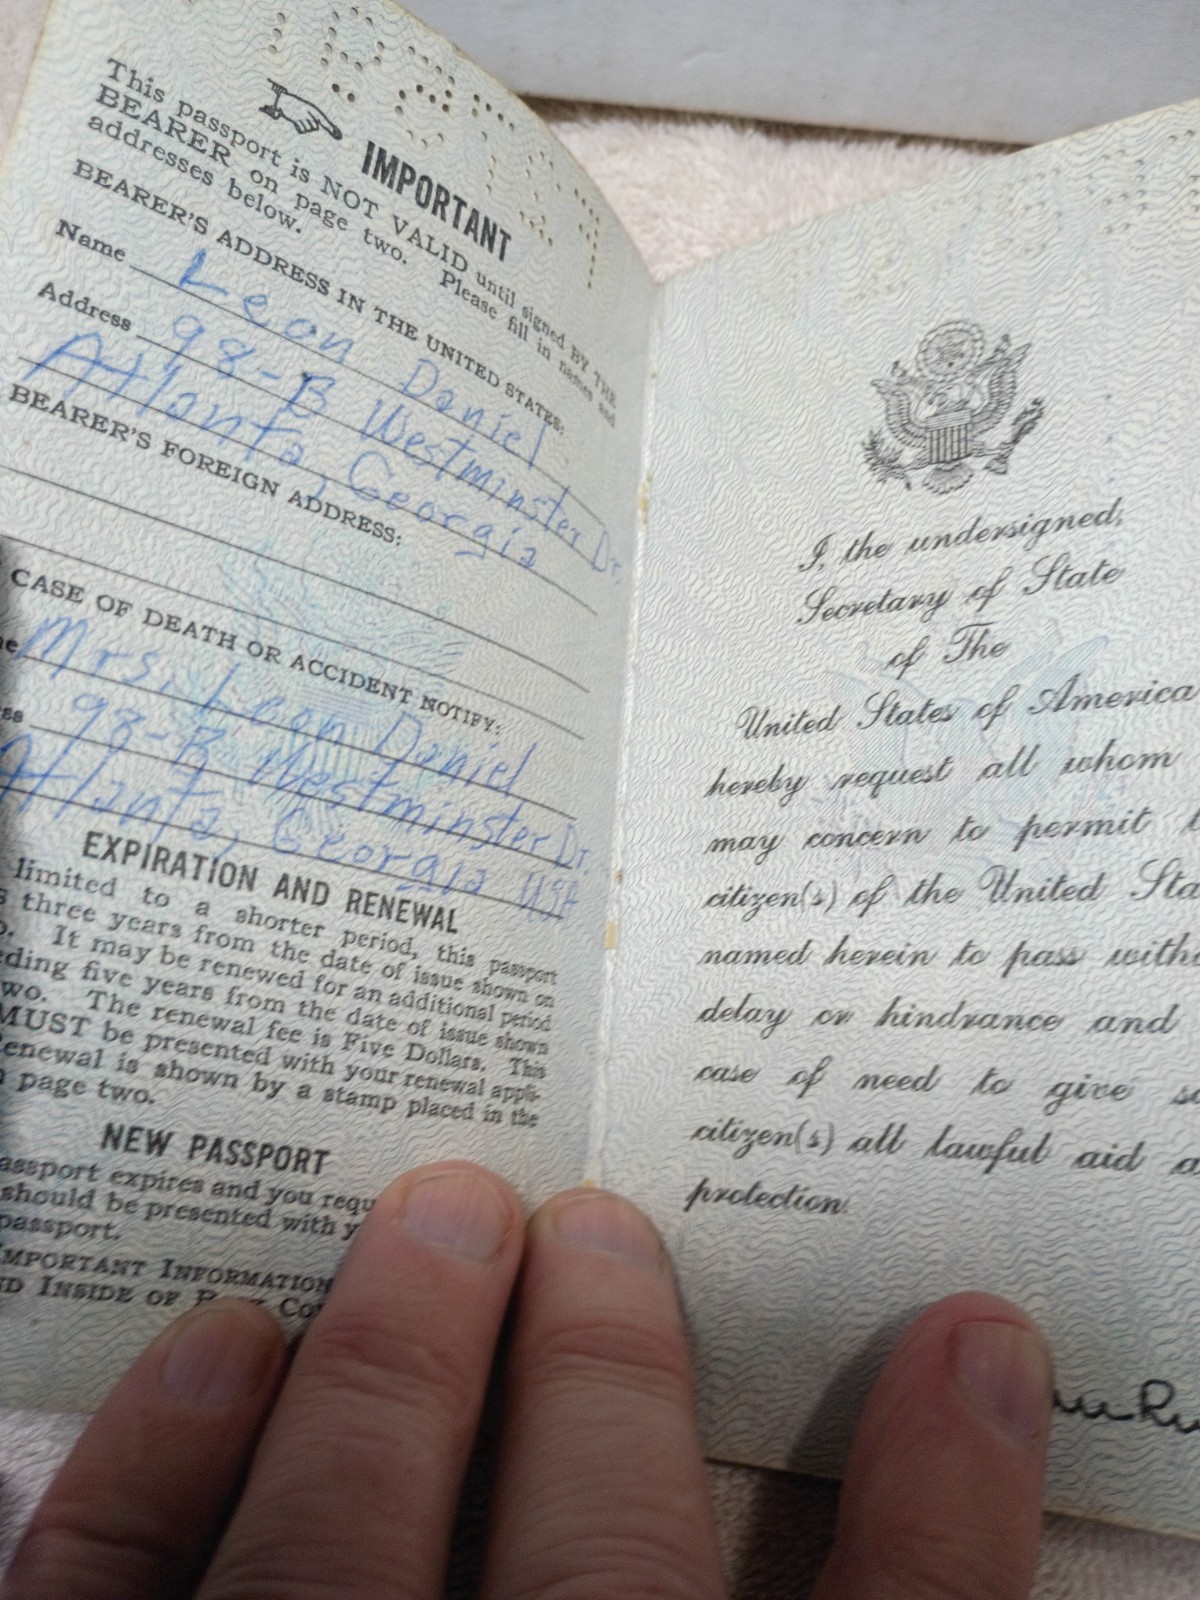 IMPORTANT
This passport is NOT VALID until signed BY THE
BEARER on page two. Please fill in names and
addresses below.
BEARER'S ADDRESS IN THE UNITED STATES:
Name Leon Daniel
Address 98-B Westminster Dr.
Atlanta, Georgia
BEARER'S FOREIGN ADDRESS:
CASE OF DEATH OR ACCIDENT NOTIFY:
Mrs. Leon Daniel
98-B Westminster Dr.
Atlanta, Georgia USA
EXPIRATION AND RENEWAL
limited to a shorter period, this passport
three years from the date of issue shown on
It may be renewed for an additional period
five years from the date of issue shown
The renewal fee is Five Dollars. This
MUST be presented with your renewal appli-
renewal is shown by a stamp placed in the
page two.
NEW PASSPORT
expires and you
should be presented with
passport.
IMPORTANT INFORMATION
INSIDE OF
I, the undersigned,
Secretary of State
of The
United States of America
hereby request all whom
may concern to permit
citizen(s) of the United
named herein to pass
delay or hindrance and
case of need to give
citizen(s) all lawful aid
protection.